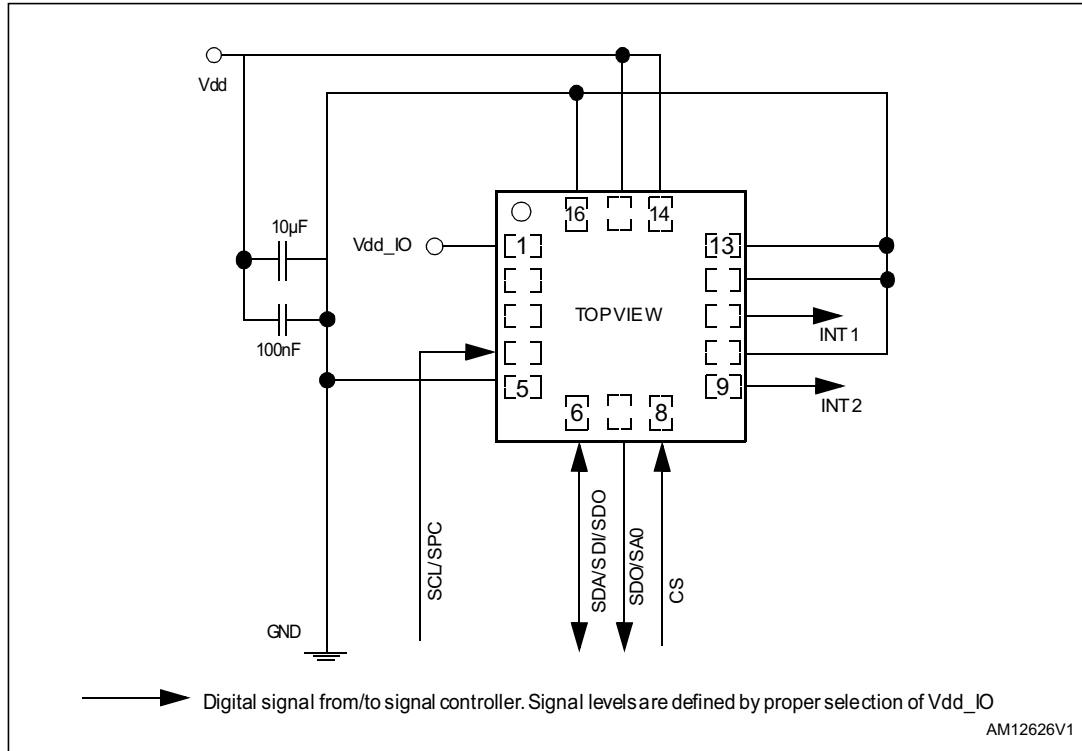 Vdd
16
14
10µF
Vdd_IO
1
13
TOP VIEW
100nF
INT 1
5
9
6
8
INT 2
SCL/SPC
SDA/SDI/SDO
SDO/SA0
CS
GND
Digital signal from/to signal controller. Signal levels are defined by proper selection of Vdd_IO
AM12626V1